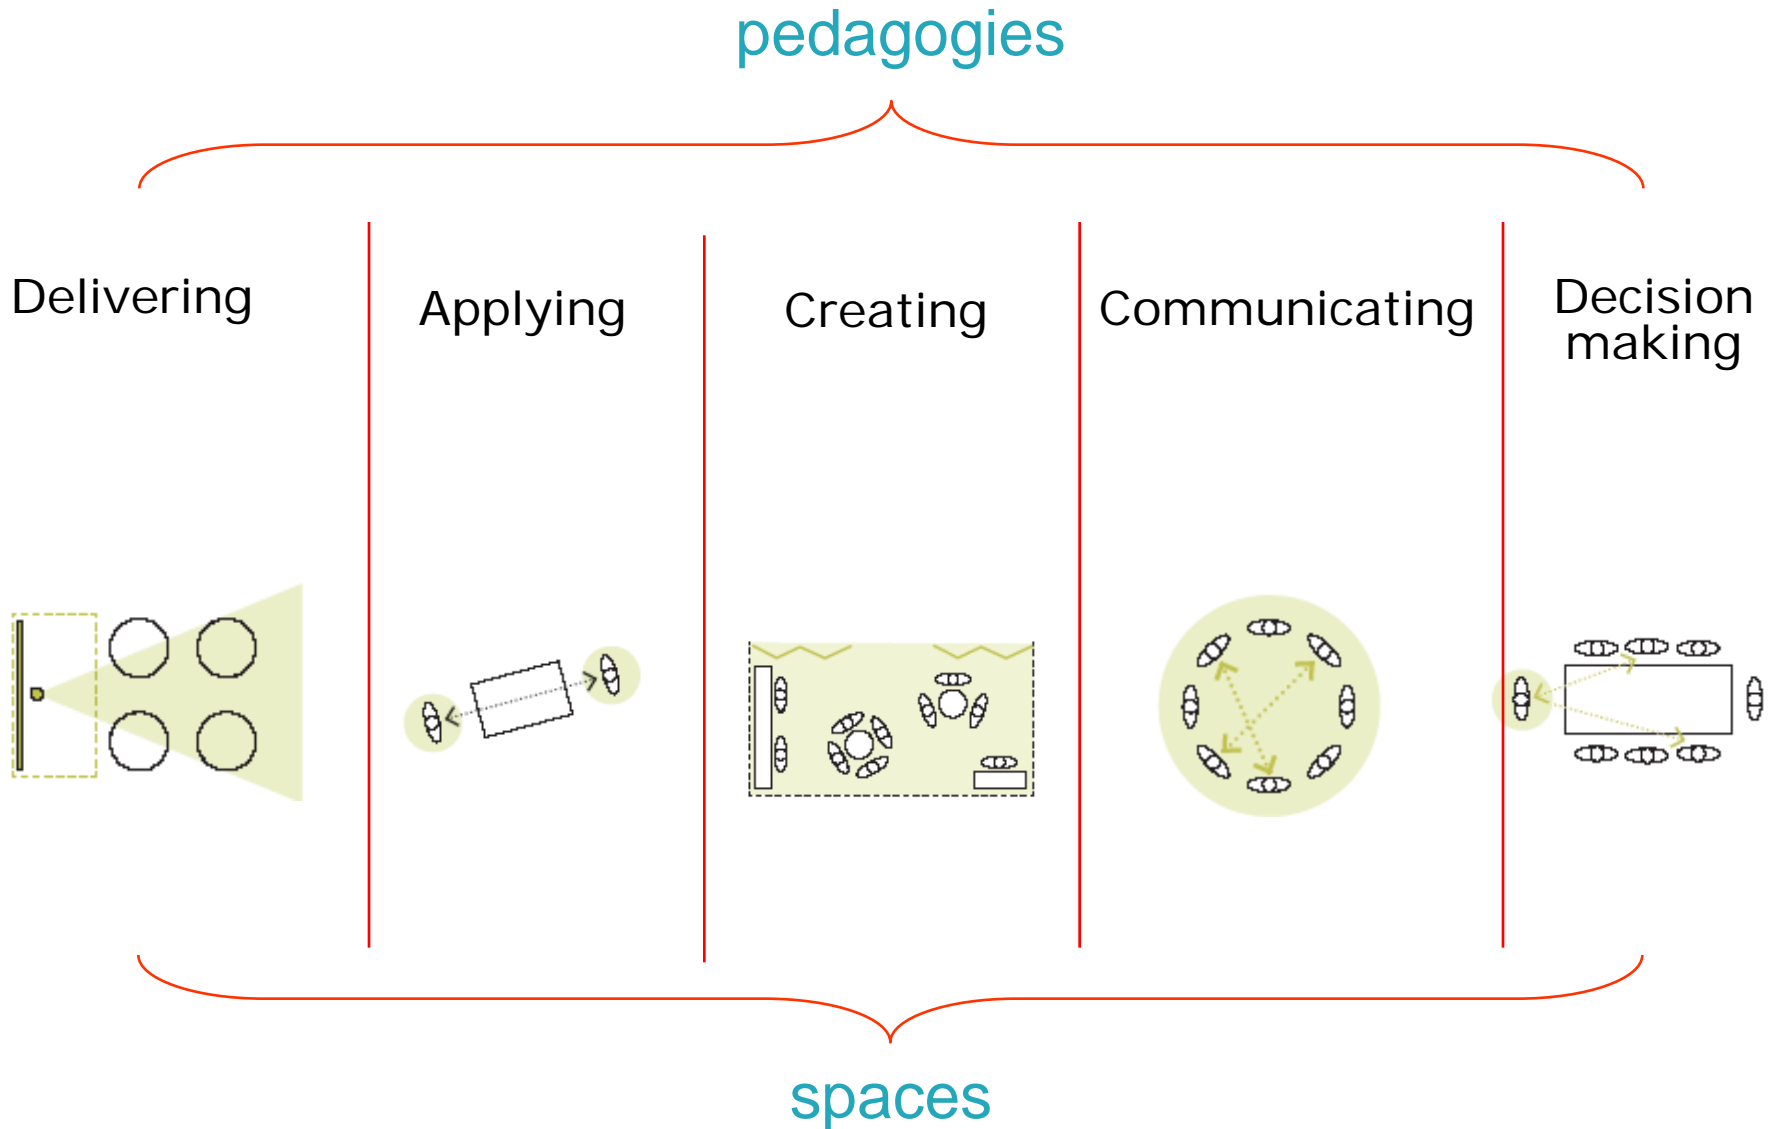 pedagogies
Delivering
Applying
Creating
Communicating
Decision
making
spaces